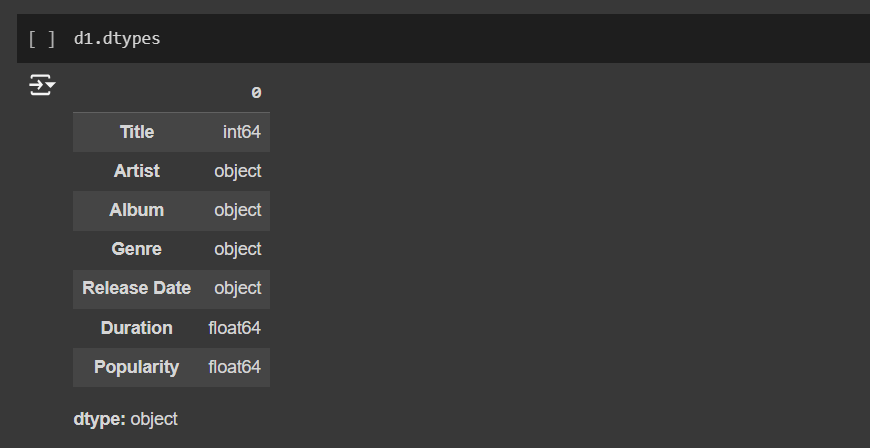 [ ] d1.dtypes
0
Title int64
Artist object
Album object
Genre object
Release Date object
Duration float64
Popularity float64
dtype: object